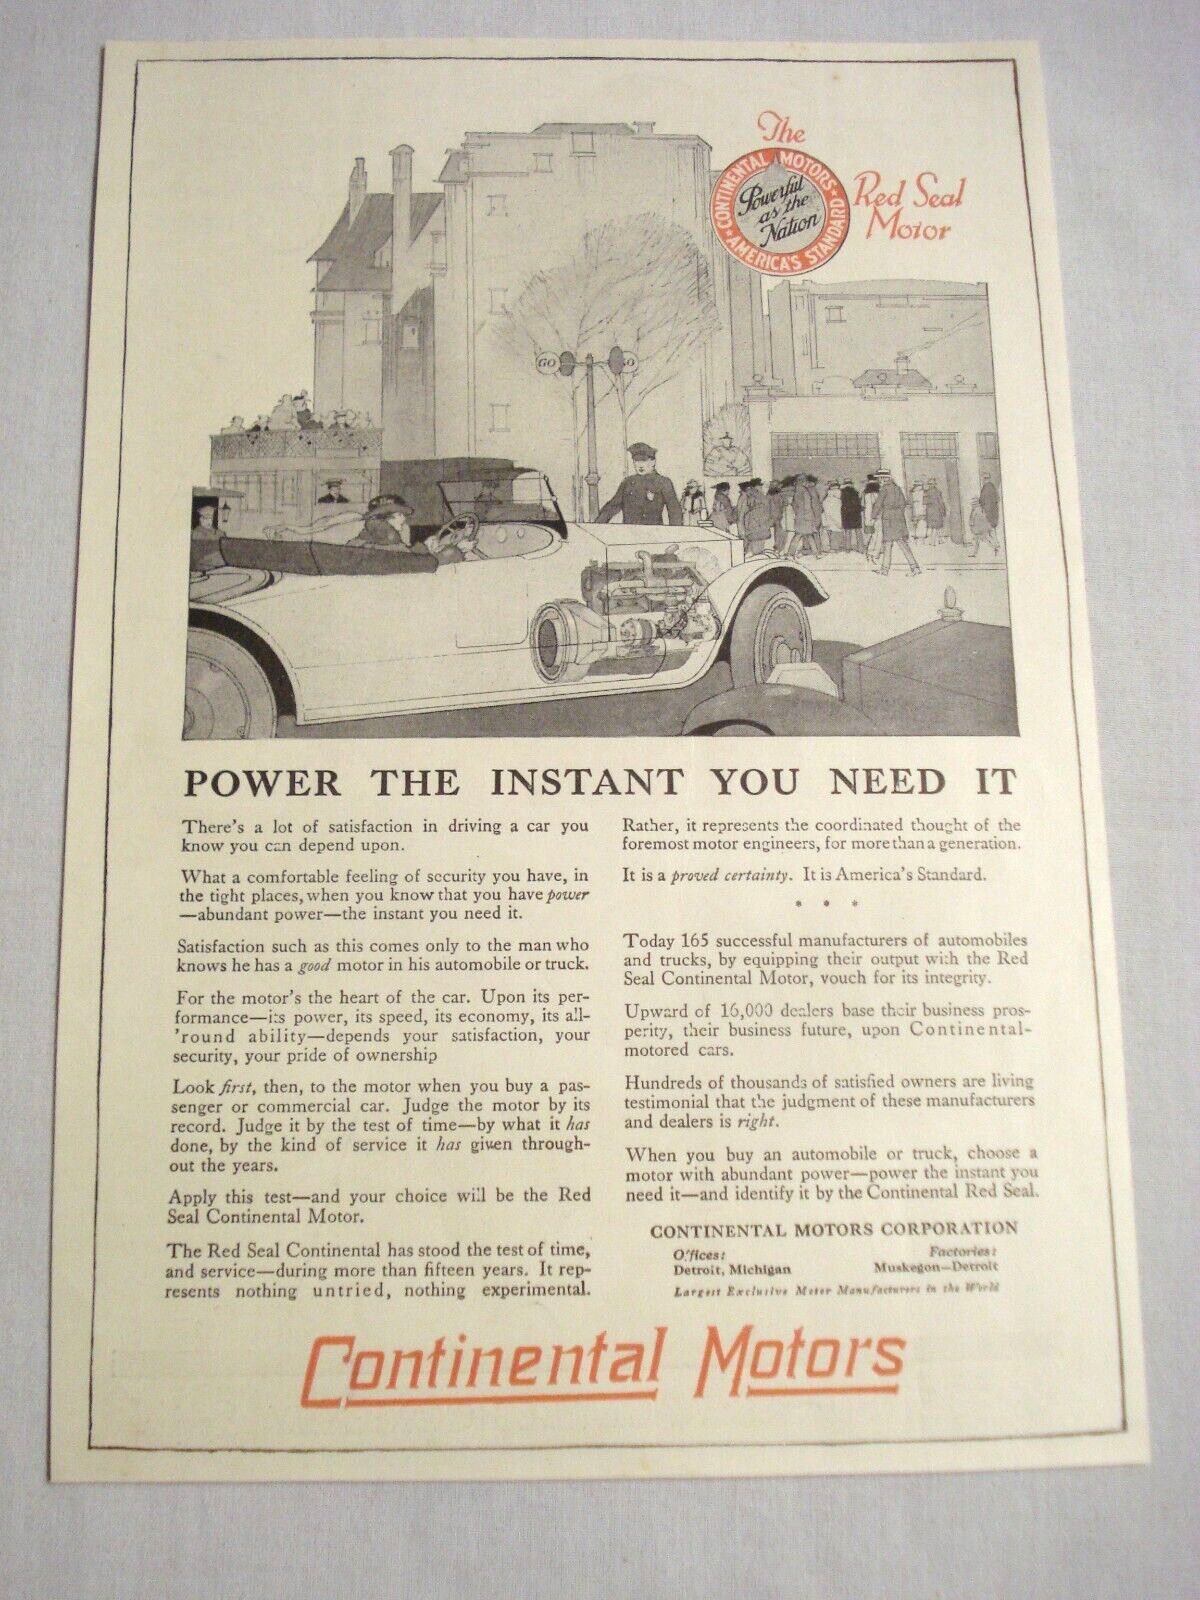 The
CONTINENTAL MOTORS
Powerful
as the
Nation
AMERICA'S STANDARD
Red Seal
Motor
GO
GO
POWER THE INSTANT YOU NEED IT
There's a lot of satisfaction in driving a car you
know you can depend upon.
What a comfortable feeling of security you have, in
the tight places, when you know that you have power
—abundant power—the instant you need it.
Satisfaction such as this comes only to the man who
knows he has a good motor in his automobile or truck.
For the motor's the heart of the car. Upon its per-
formance—its power, its speed, its economy, its all-
'round ability—depends your satisfaction, your
security, your pride of ownership
Look first, then, to the motor when you buy a pas-
senger or commercial car. Judge the motor by its
record. Judge it by the test of time—by what it has
done, by the kind of service it has given through-
out the years.
Apply this test—and your choice will be the Red
Seal Continental Motor.
The Red Seal Continental has stood the test of time,
and service—during more than fifteen years. It rep-
resents nothing untried, nothing experimental.
Rather, it represents the coordinated thought of the
foremost motor engineers, for more than a generation.
It is a proved certainty. It is America's Standard.
* * *
Today 165 successful manufacturers of automobiles
and trucks, by equipping their output with the Red
Seal Continental Motor, vouch for its integrity.
Upward of 16,000 dealers base their business pros-
perity, their business future, upon Continental-
motored cars.
Hundreds of thousands of satisfied owners are living
testimonial that the judgment of these manufacturers
and dealers is right.
When you buy an automobile or truck, choose a
motor with abundant power—power the instant you
need it—and identify it by the Continental Red Seal.
CONTINENTAL MOTORS CORPORATION
Offices: Factories:
Detroit, Michigan Muskegon—Detroit
Largest Exclusive Motor Manufacturers in the World
Continental Motors